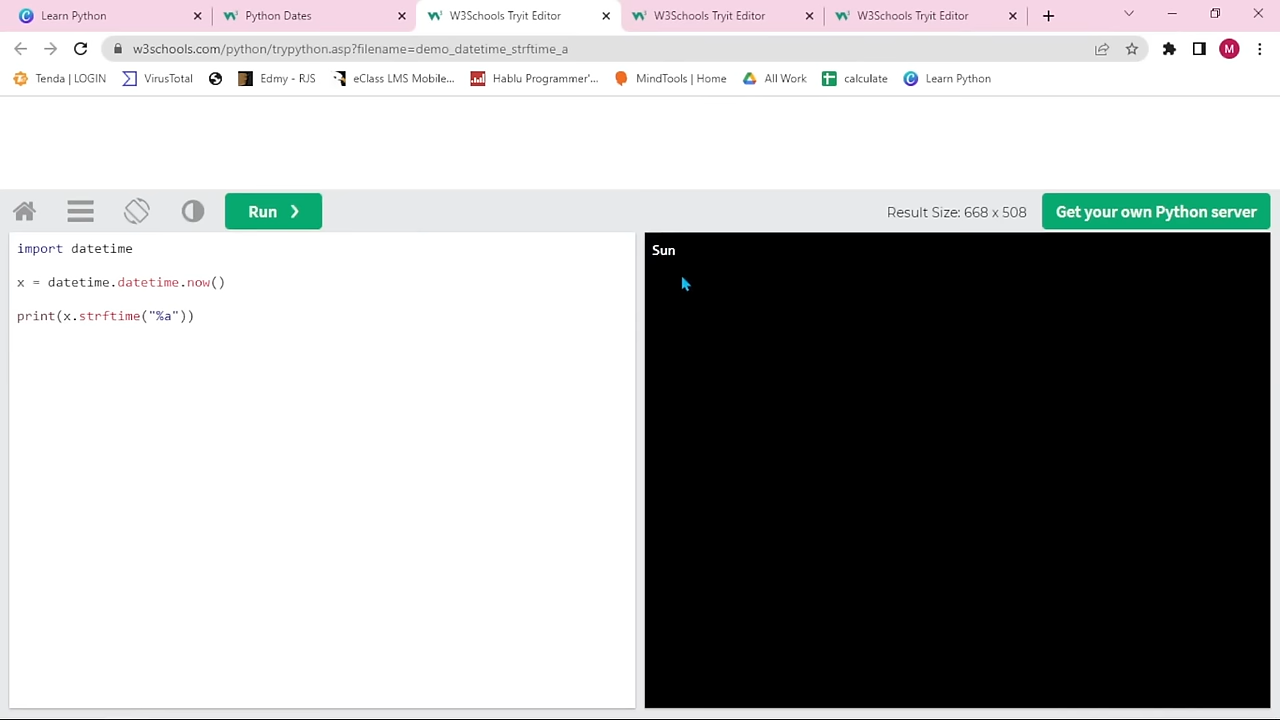 Learn Python
Python Dates
W3Schools Tryit Editor
W3Schools Tryit Editor
W3Schools Tryit Editor
w3schools.com/python/trypython.asp?filename=demo_datetime_strftime_a
M
Tenda | LOGIN
VirusTotal
Edmy - RJS
eClass LMS Mobile...
Hablu Programmer'...
MindTools | Home
All Work
calculate
Learn Python
Run ❯
Result Size: 668 x 508
Get your own Python server
import datetime
x = datetime.datetime.now()
print(x.strftime("%a"))
Sun